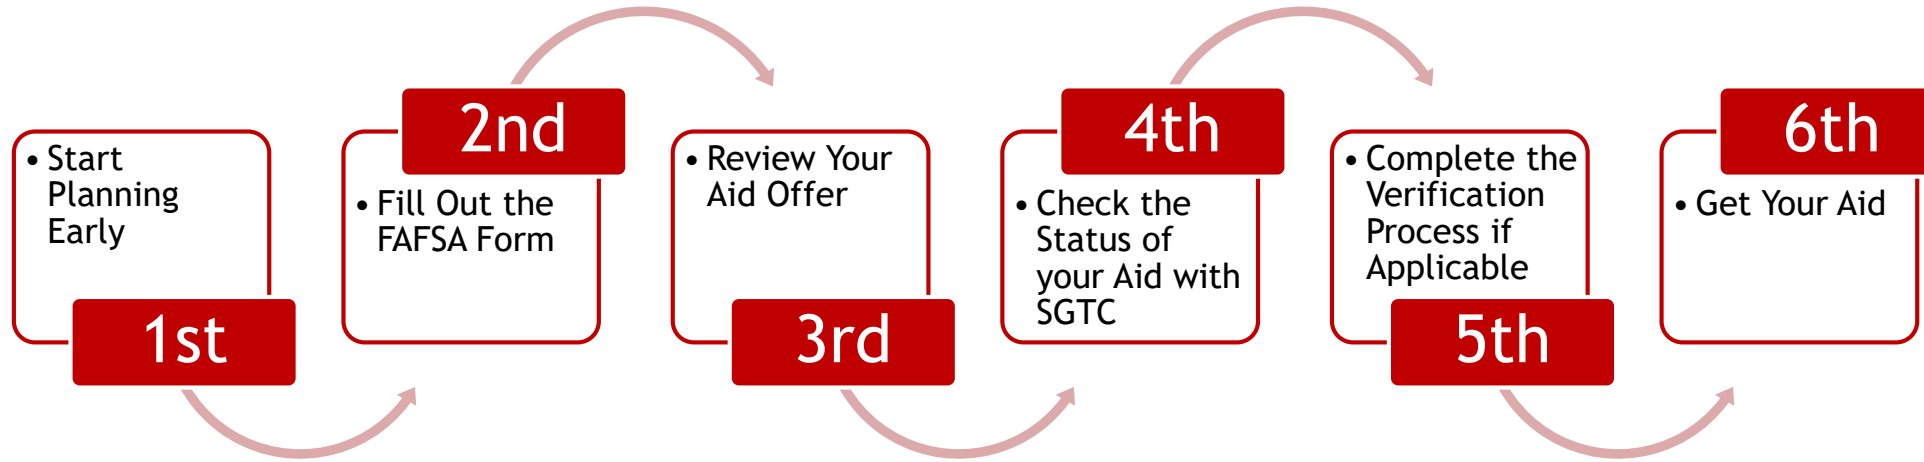 • Start
Planning
Early
1st
2nd
• Fill Out the
FAFSA Form
• Review Your
Aid Offer
3rd
4th
• Check the
Status of
your Aid with
SGTC
• Complete the
Verification
Process if
Applicable
5th
6th
• Get Your Aid